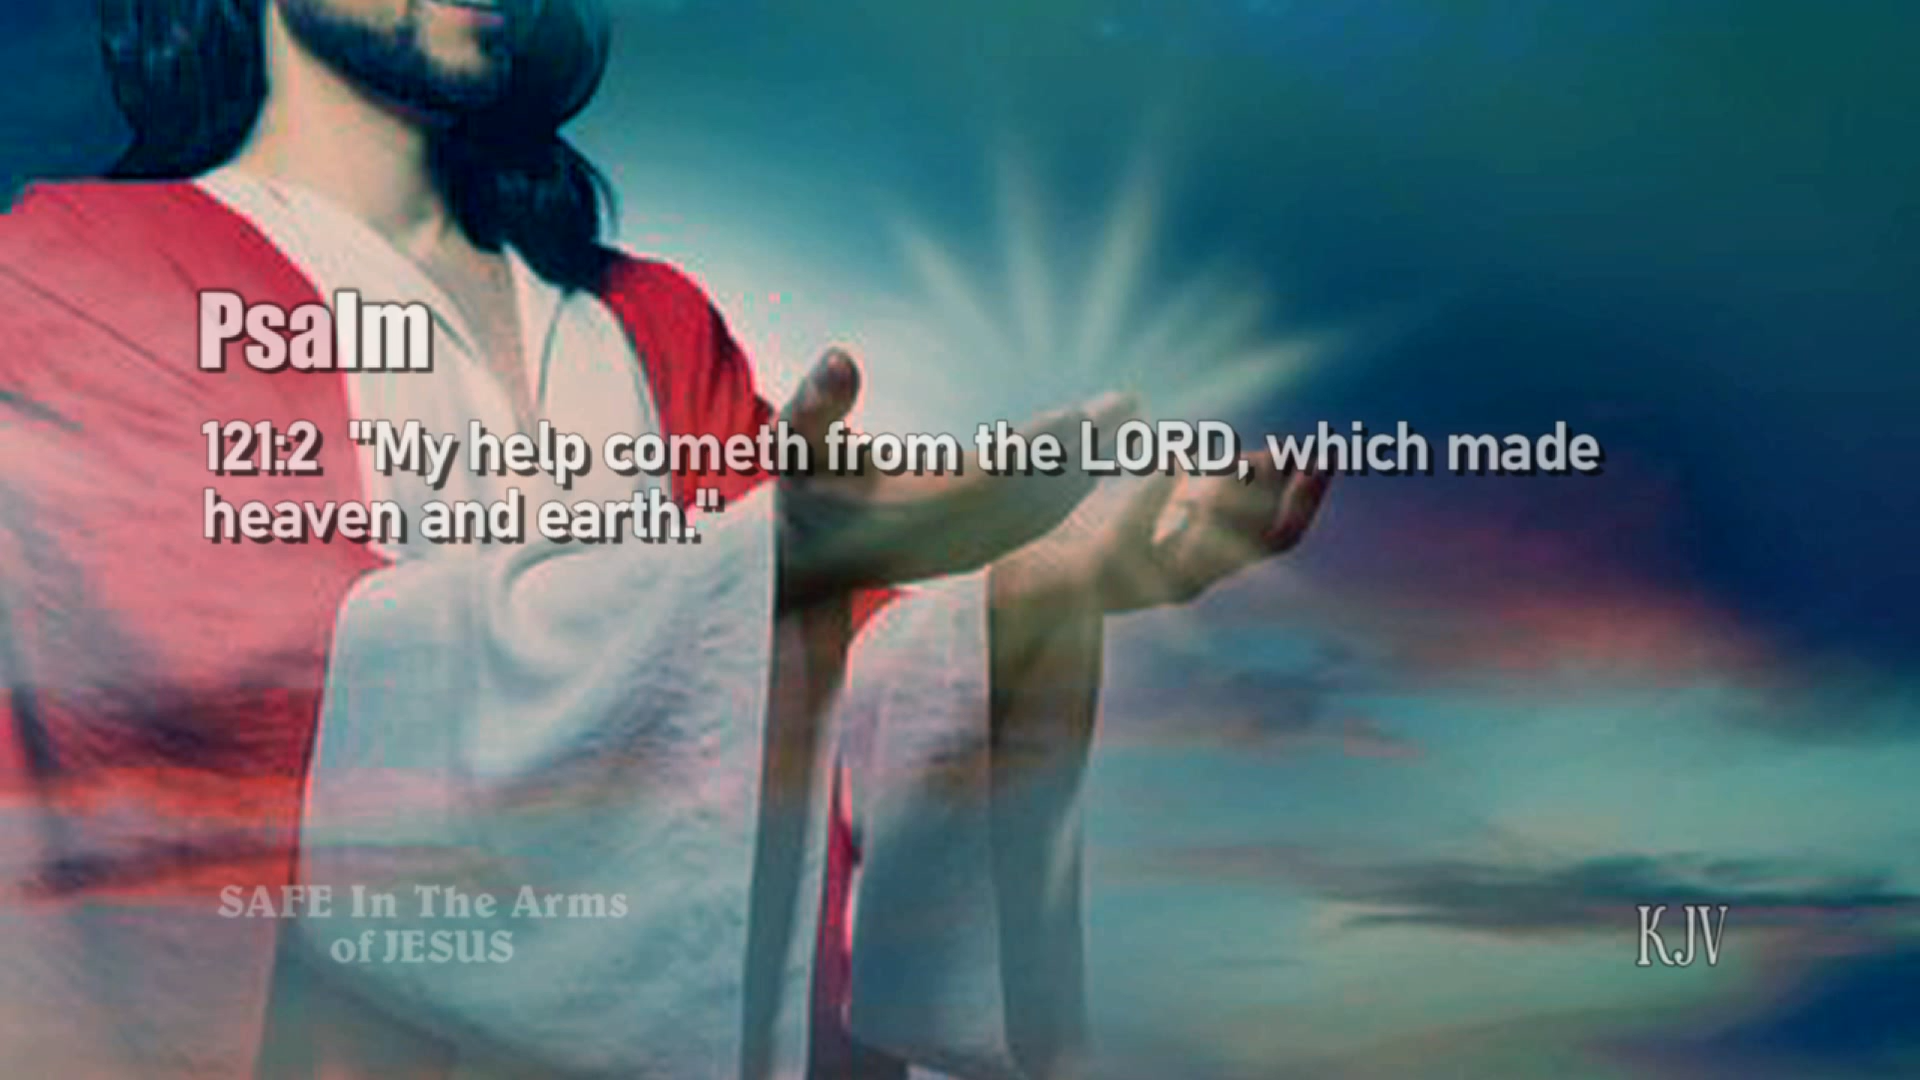 Psalm
121:2 "My help cometh from the LORD, which made
heaven and earth."
SAFE In The Arms
of JESUS
KJV